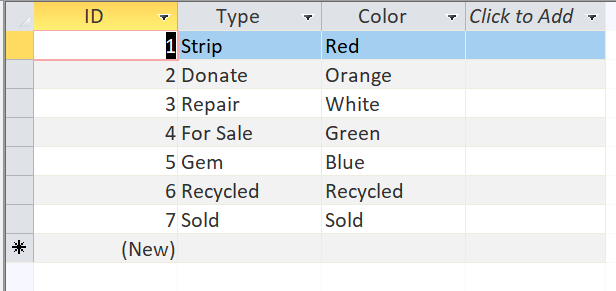 ID Type Color Click to Add
1 Strip Red
2 Donate Orange
3 Repair White
4 For Sale Green
5 Gem Blue
6 Recycled Recycled
7 Sold Sold
* (New)